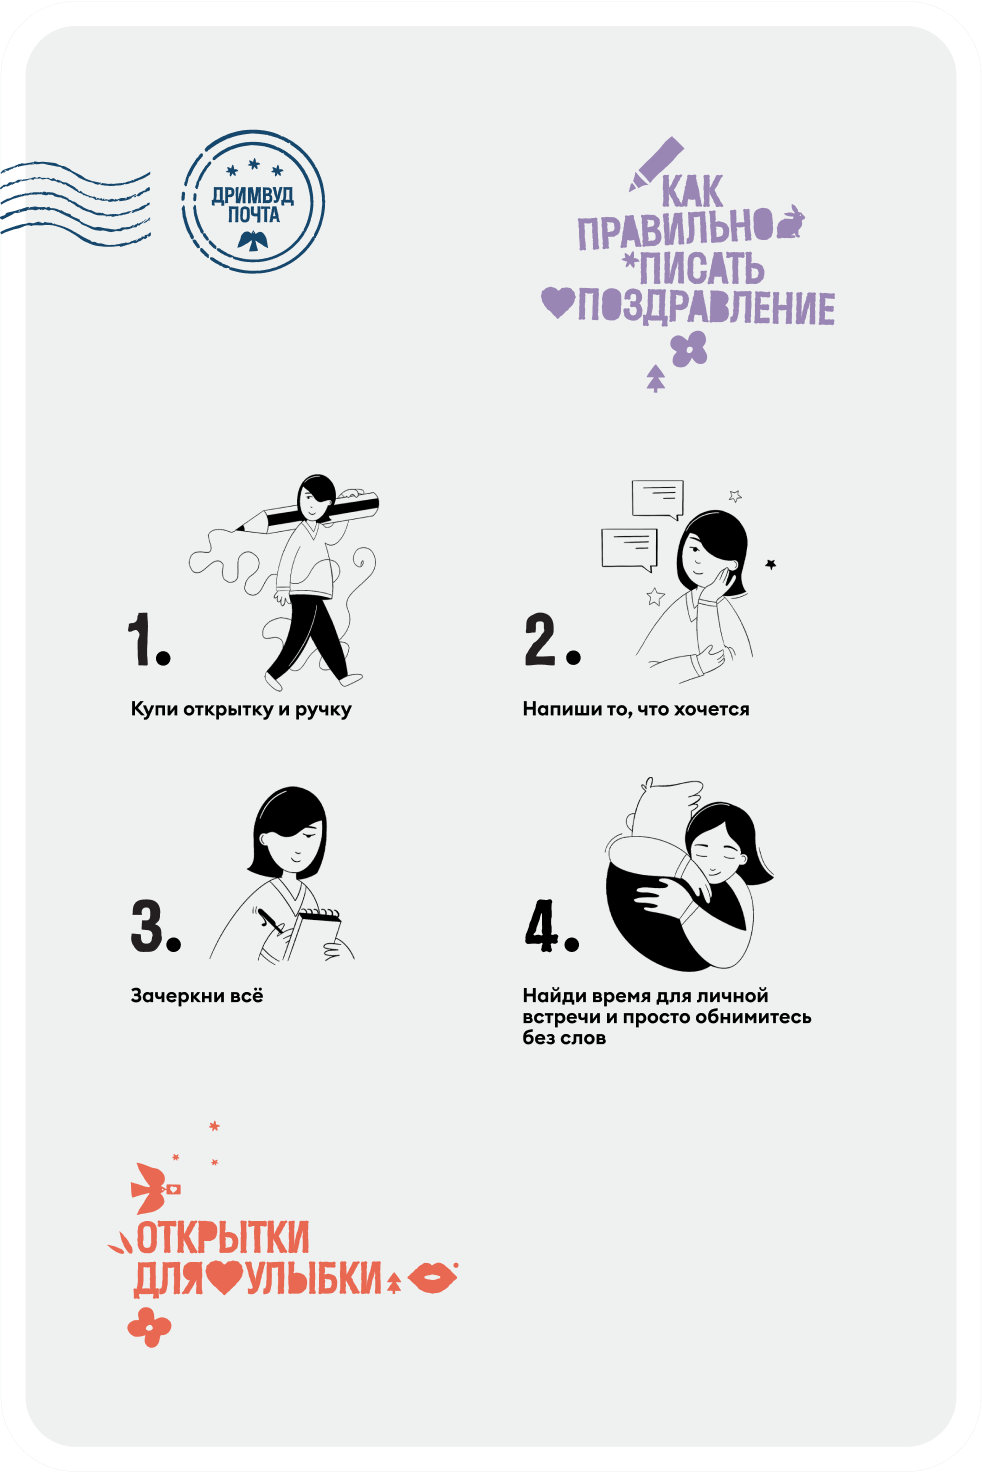 ДРИМВУД
ПОЧТА
КАК
ПРАВИЛЬНО
ПИСАТЬ
ПОЗДРАВЛЕНИЕ
1.
Купи открытку и ручку
2.
Напиши то, что хочется
3.
Зачеркни всё
4.
Найди время для личной
встречи и просто обнимитесь
без слов
ОТКРЫТКИ
ДЛЯ УЛЫБКИ